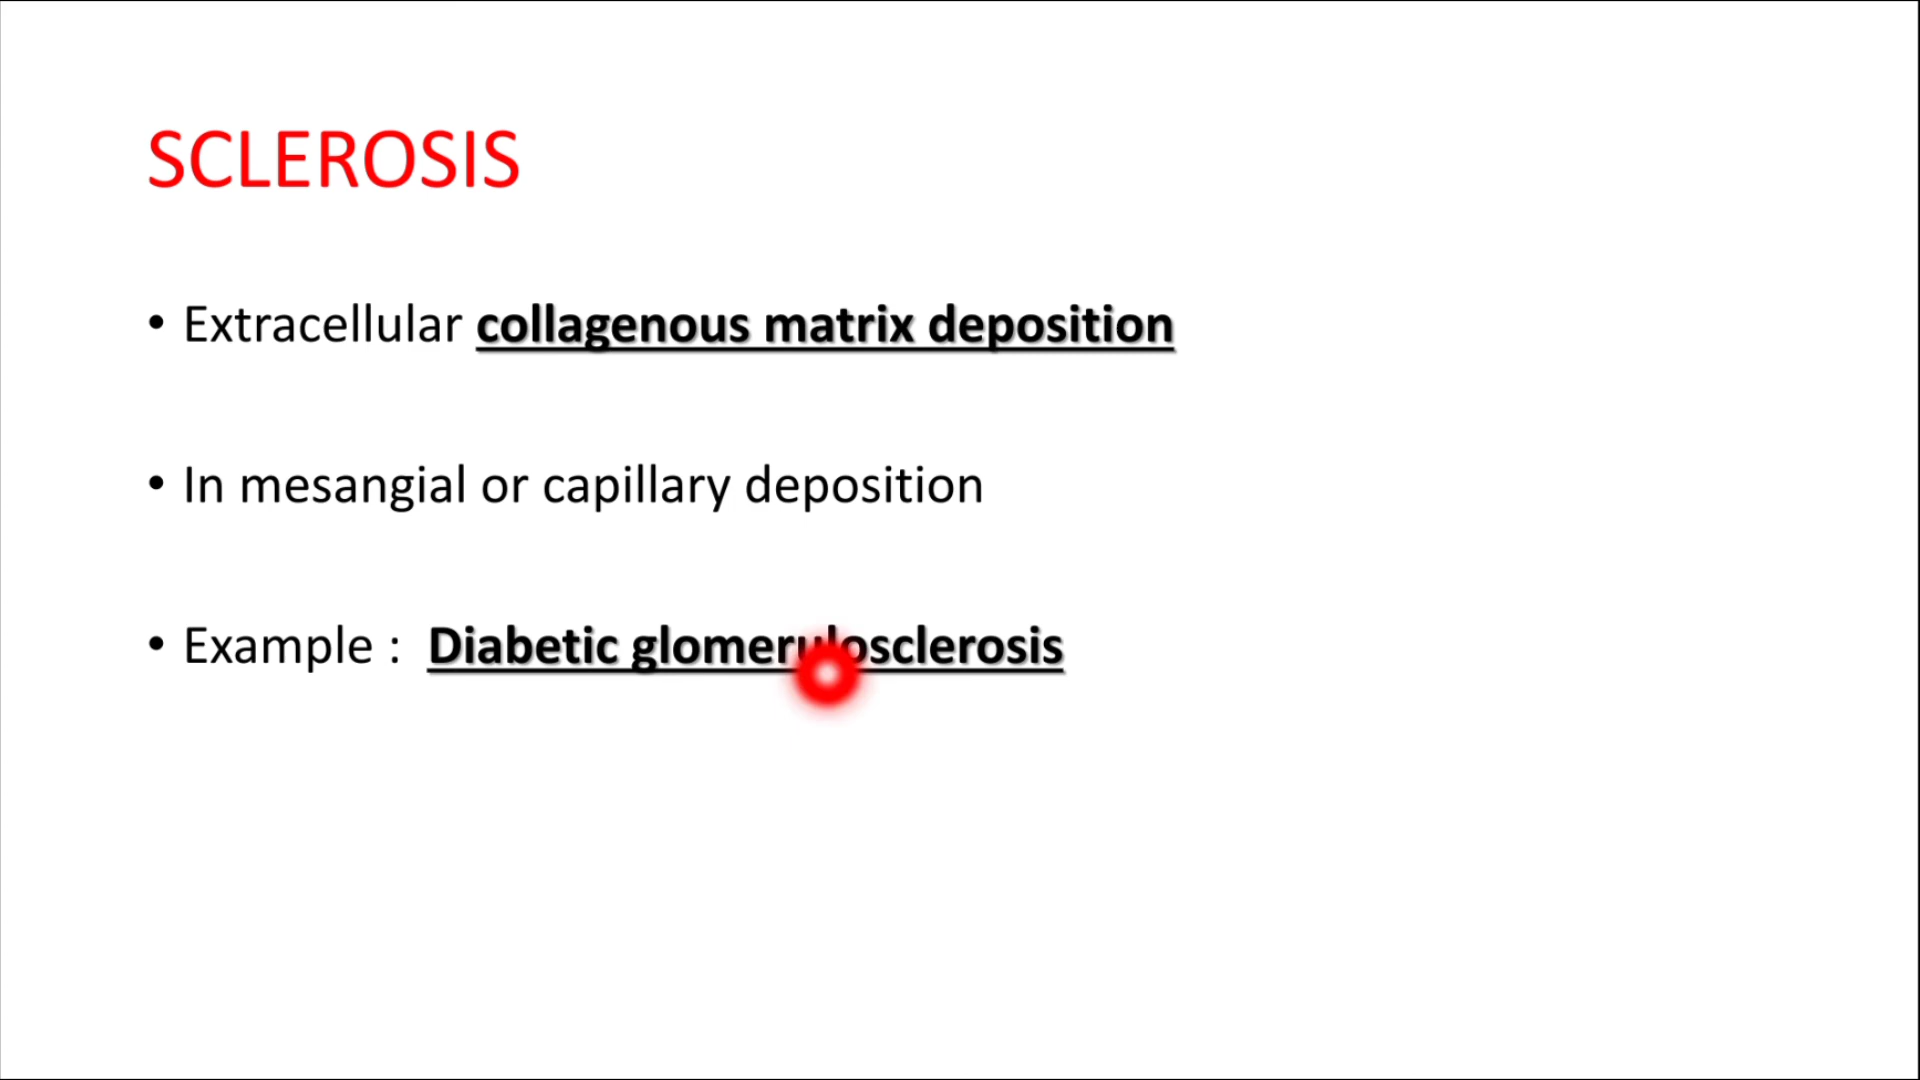 SCLEROSIS
• Extracellular collagenous matrix deposition
• In mesangial or capillary deposition
• Example : Diabetic glomerulosclerosis